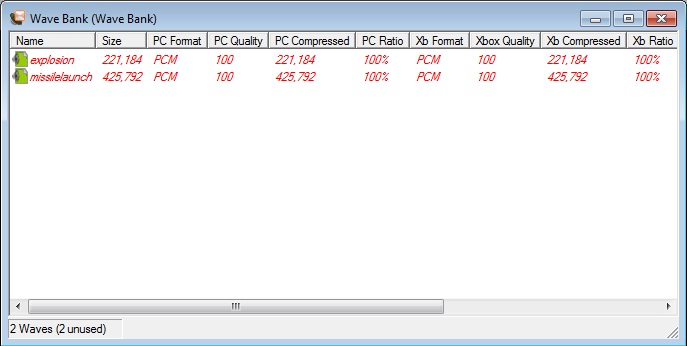 Wave Bank (Wave Bank)
Name Size PC Format PC Quality PC Compressed PC Ratio Xb Format Xbox Quality Xb Compressed Xb Ratio
explosion 221,184 PCM 100 221,184 100% PCM 100 221,184 100%
missilelaunch 425,792 PCM 100 425,792 100% PCM 100 425,792 100%
2 Waves (2 unused)